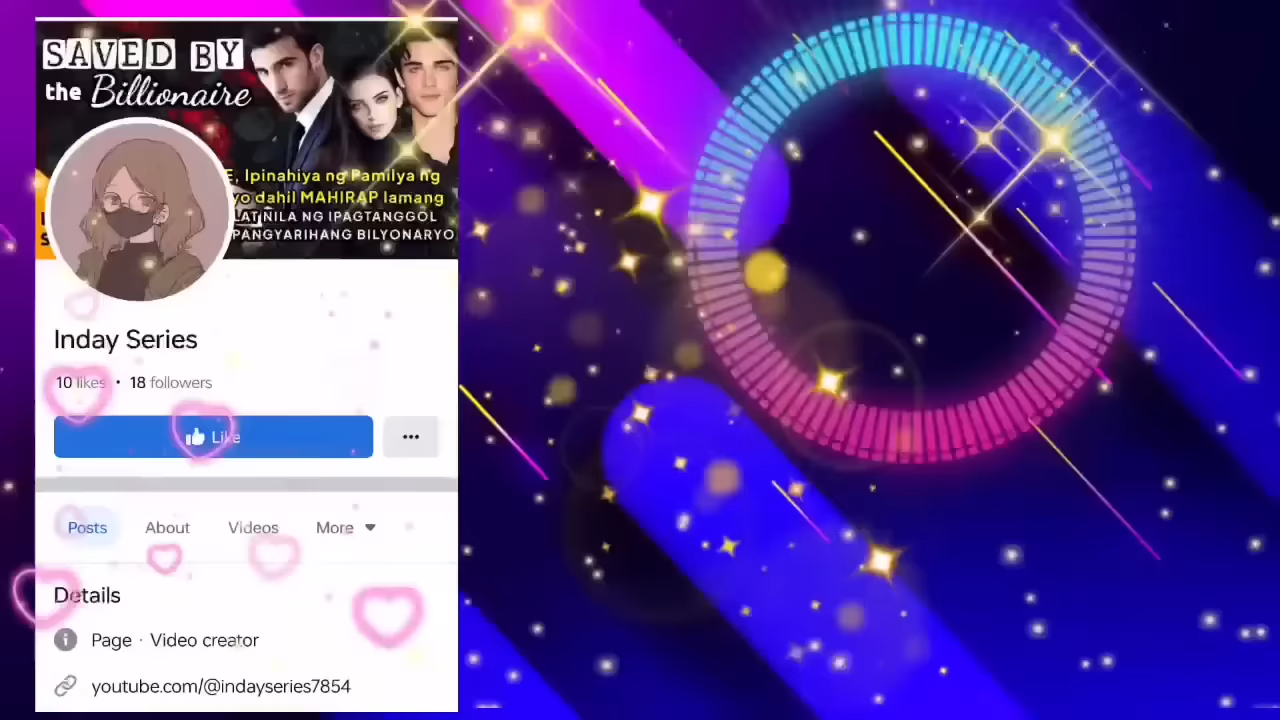 SAVED BY
the Billionaire
E, Ipinahiya ng Pamilya ng
yo dahil MAHIRAP lamang
NILA NG IPAGTANGGOL
PANGYARIHANG BILYONARYO
Inday Series
10 likes • 18 followers
Like
Posts About Videos More
Details
Page · Video creator
youtube.com/@indayseries7854